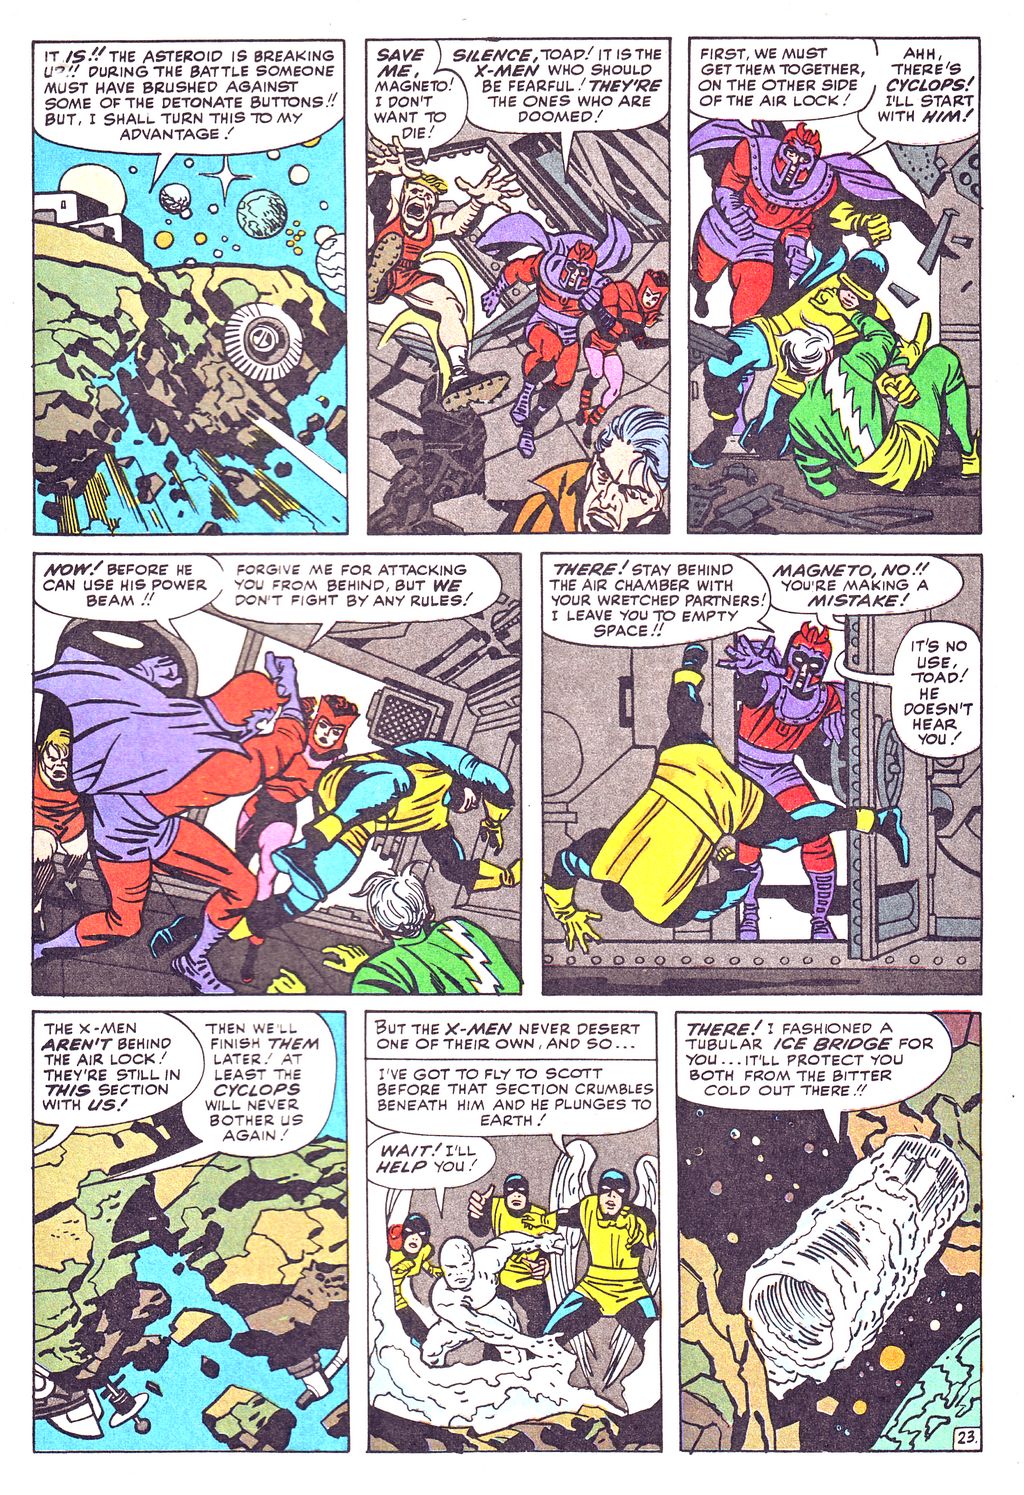 IT IS!! THE ASTEROID IS BREAKING
UP!! DURING THE BATTLE SOMEONE
MUST HAVE BRUSHED AGAINST
SOME OF THE DETONATE BUTTONS!!
BUT, I SHALL TURN THIS TO MY
ADVANTAGE!
SAVE
ME,
MAGNETO!
I DON'T
WANT TO
DIE!
SILENCE, TOAD! IT IS THE
X-MEN WHO SHOULD
BE FEARFUL! THEY'RE
THE ONES WHO ARE
DOOMED!
FIRST, WE MUST
GET THEM TOGETHER,
ON THE OTHER SIDE
OF THE AIR LOCK!
AHH,
THERE'S
CYCLOPS!
I'LL START
WITH HIM!
NOW! BEFORE HE
CAN USE HIS POWER
BEAM!!
FORGIVE ME FOR ATTACKING
YOU FROM BEHIND, BUT WE
DON'T FIGHT BY ANY RULES!
THERE! STAY BEHIND
THE AIR CHAMBER WITH
YOUR WRETCHED PARTNERS!
I LEAVE YOU TO EMPTY
SPACE!!
MAGNETO, NO!!
YOU'RE MAKING A
MISTAKE!
IT'S NO
USE,
TOAD!
HE
DOESN'T
HEAR
YOU!
THE X-MEN
AREN'T BEHIND
THE AIR LOCK!
THEY'RE STILL IN
THIS SECTION
WITH US!
THEN WE'LL
FINISH THEM
LATER! AT
LEAST THE
CYCLOPS
WILL NEVER
BOTHER US
AGAIN!
BUT THE X-MEN NEVER DESERT
ONE OF THEIR OWN, AND SO...
I'VE GOT TO FLY TO SCOTT
BEFORE THAT SECTION CRUMBLES
BENEATH HIM AND HE PLUNGES TO
EARTH!
WAIT! I'LL
HELP YOU!
THERE! I FASHIONED A
TUBULAR ICE BRIDGE FOR
YOU... IT'LL PROTECT YOU
BOTH FROM THE BITTER
COLD OUT THERE!!
23.